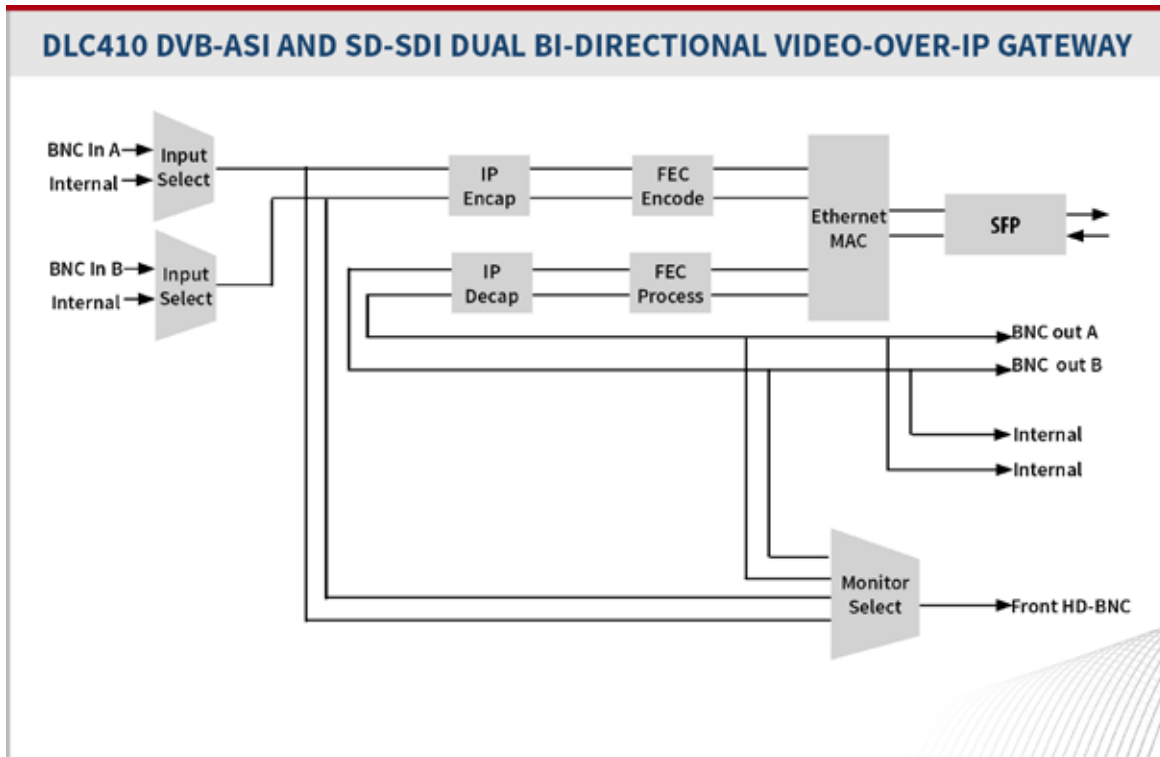 DLC410 DVB-ASI AND SD-SDI DUAL BI-DIRECTIONAL VIDEO-OVER-IP GATEWAY
BNC In A
Internal
Input
Select
BNC In B
Internal
Input
Select
IP
Encap
FEC
Encode
IP
Decap
FEC
Process
Ethernet
MAC
SFP
BNC out A
BNC out B
Internal
Internal
Monitor
Select
Front HD-BNC